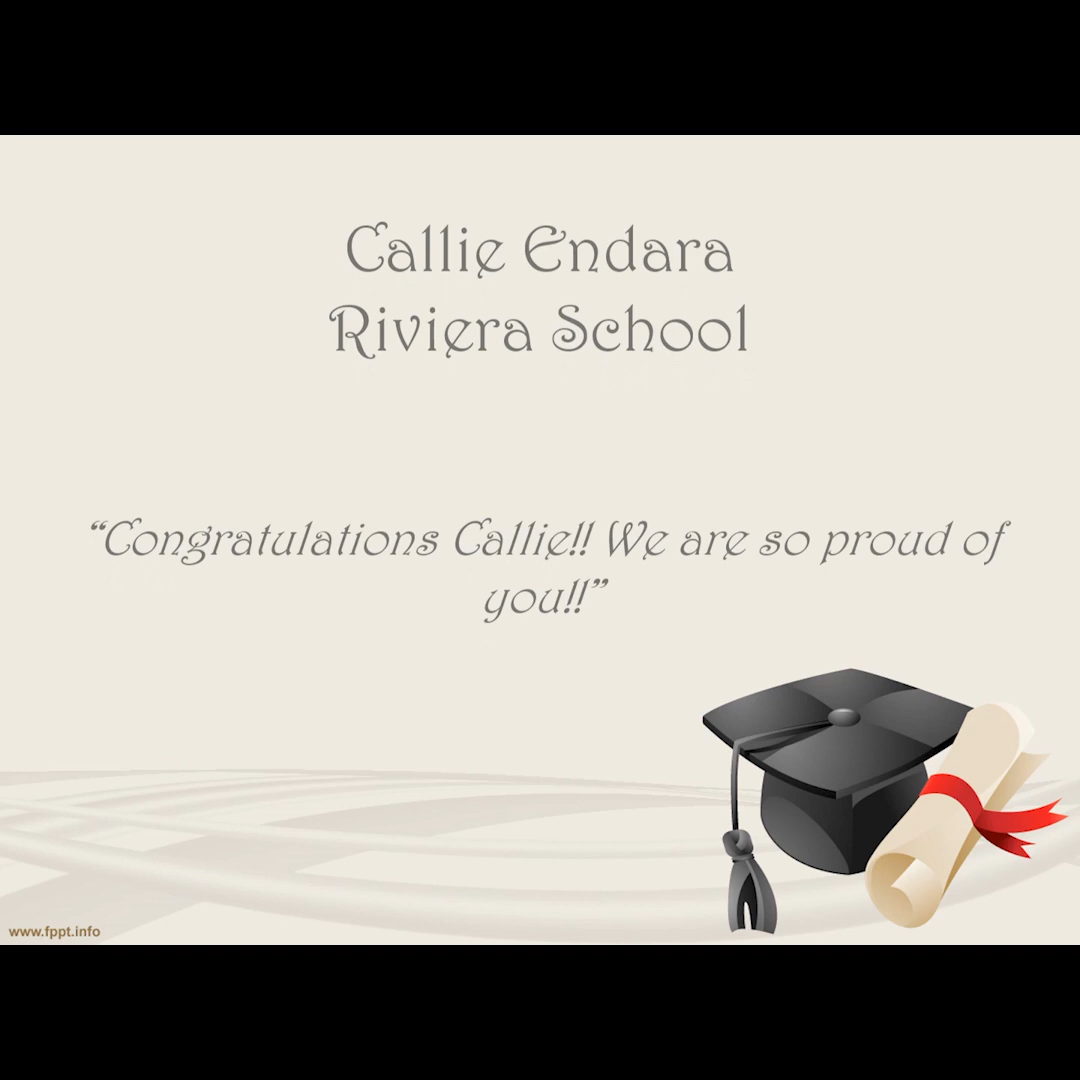 Callie Endara
Riviera School
“Congratulations Callie!! We are so proud of
you!!”
www.fppt.info